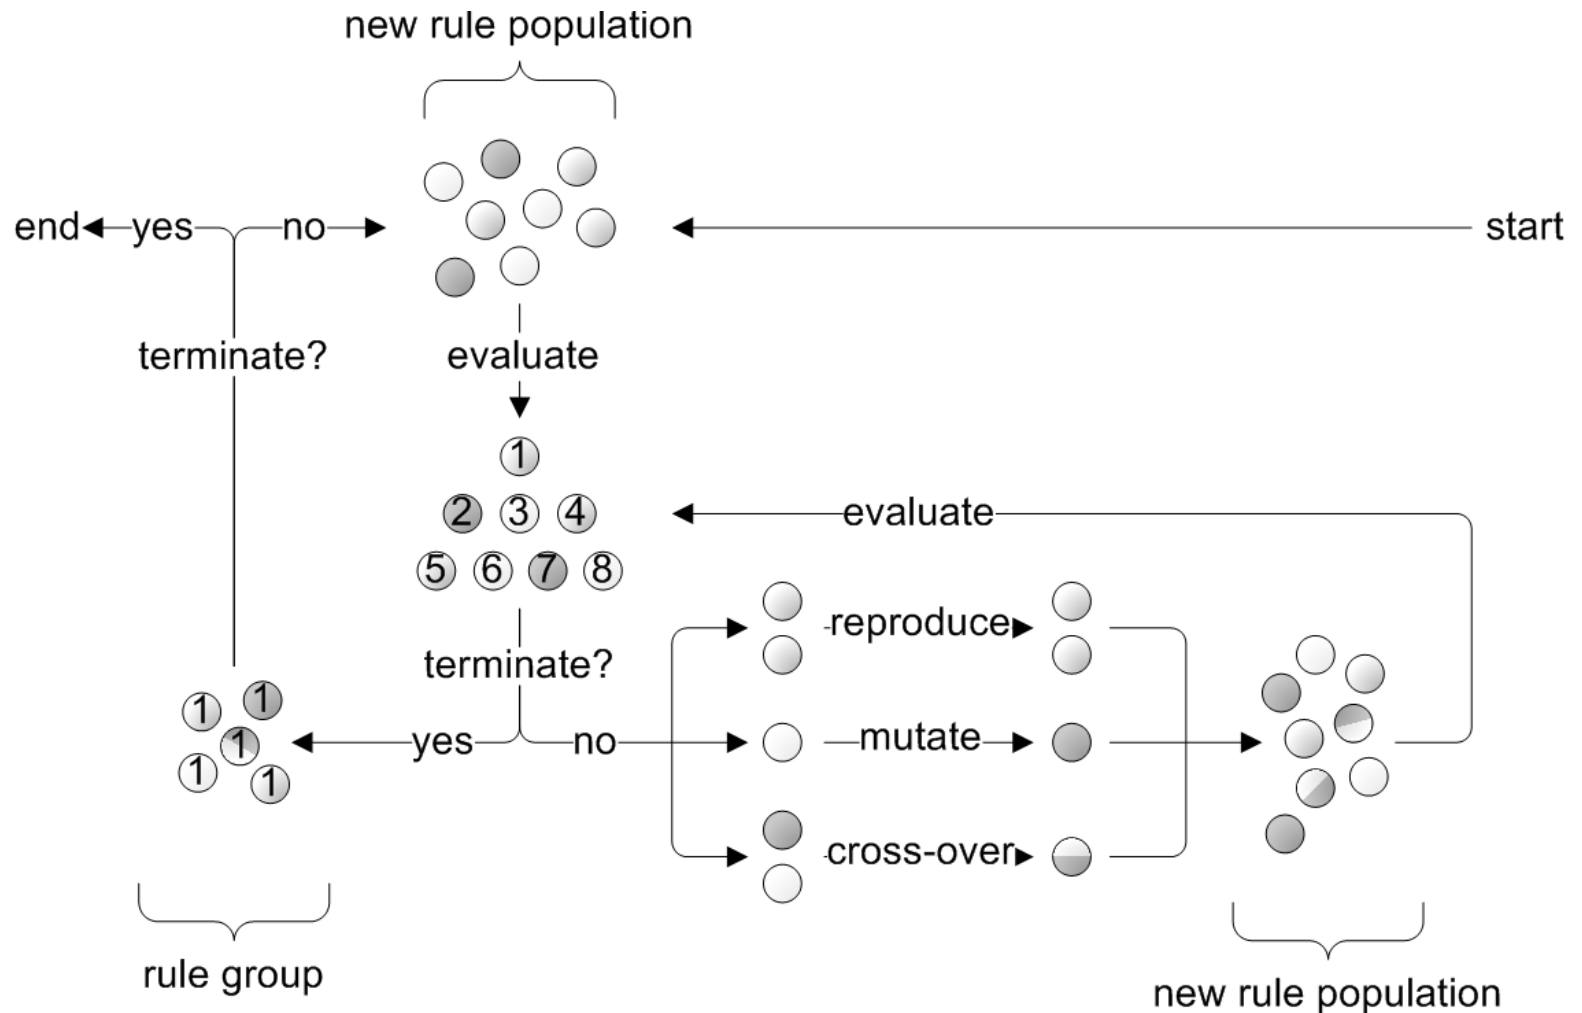 new rule population
end
yes
no
start
terminate?
evaluate
1
2 3 4
evaluate
5 6 7 8
reproduce
terminate?
1 1
1
1 1
yes
no
mutate
cross-over
rule group
new rule population